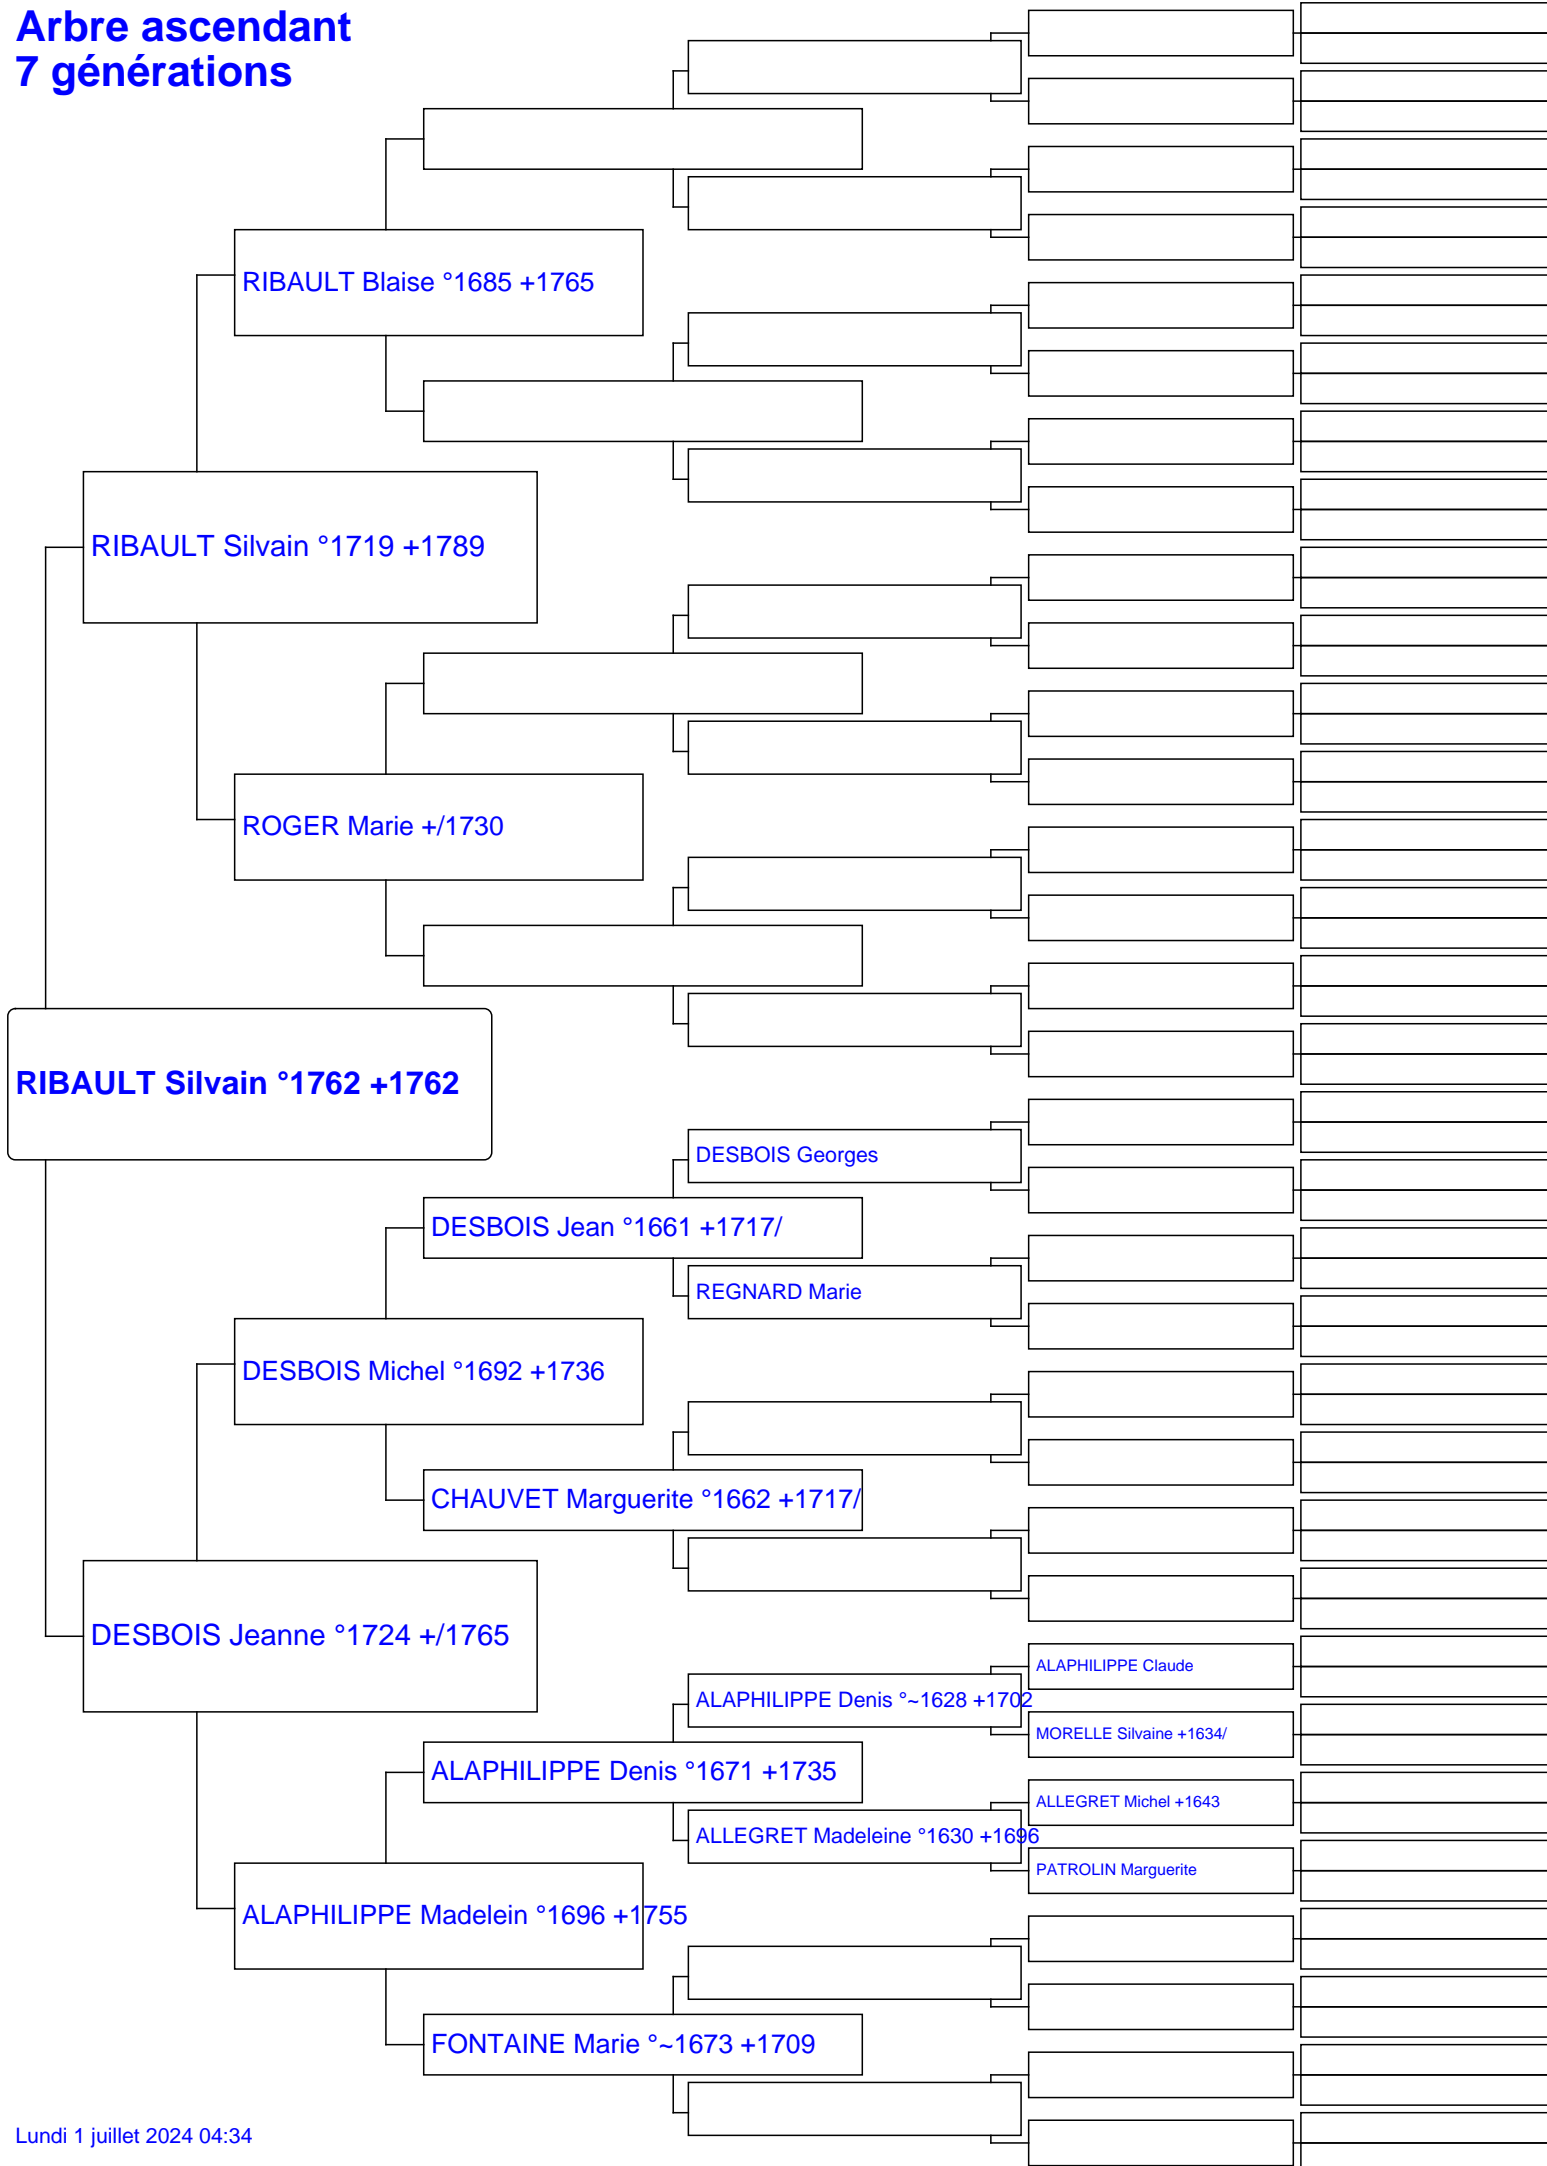 Arbre ascendant
7 générations
RIBAULT Blaise °1685 +1765
RIBAULT Silvain °1719 +1789
ROGER Marie +/1730
RIBAULT Silvain °1762 +1762
DESBOIS Georges
DESBOIS Jean °1661 +1717/
REGNARD Marie
DESBOIS Michel °1692 +1736
CHAUVET Marguerite °1662 +1717/
DESBOIS Jeanne °1724 +/1765
ALAPHILIPPE Claude
ALAPHILIPPE Denis °~1628 +1702
MORELLE Silvaine +1634/
ALAPHILIPPE Denis °1671 +1735
ALLEGRET Michel +1643
ALLEGRET Madeleine °1630 +1696
PATROLIN Marguerite
ALAPHILIPPE Madelein °1696 +1755
FONTAINE Marie °~1673 +1709
Lundi 1 juillet 2024 04:34